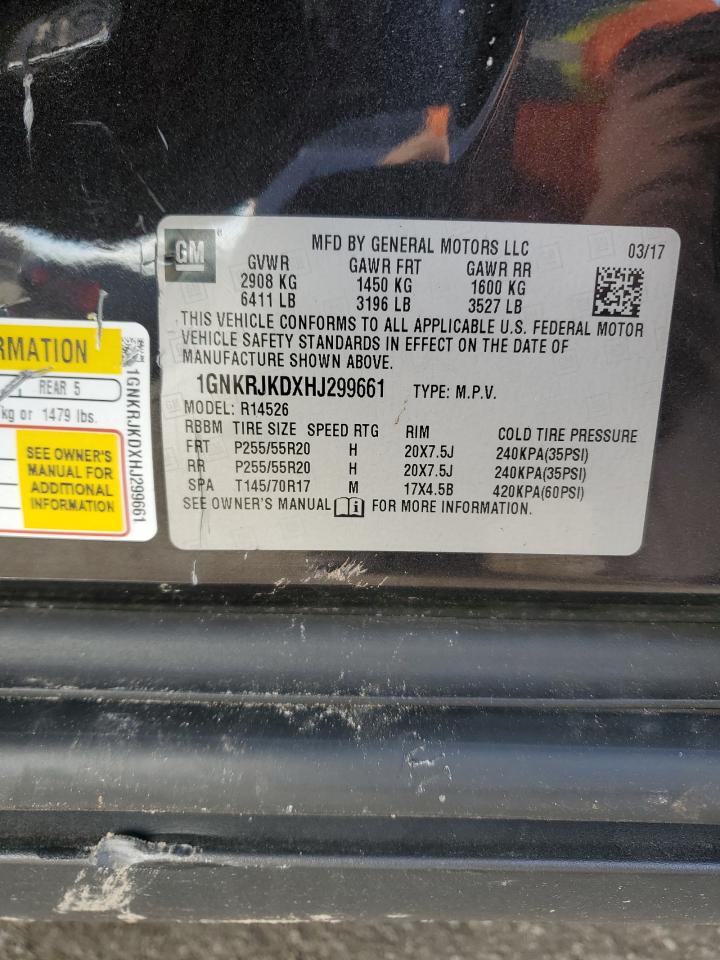 GM
MFD BY GENERAL MOTORS LLC 03/17
GVWR GAWR FRT GAWR RR
2908 KG 1450 KG 1600 KG
6411 LB 3196 LB 3527 LB
THIS VEHICLE CONFORMS TO ALL APPLICABLE U.S. FEDERAL MOTOR
VEHICLE SAFETY STANDARDS IN EFFECT ON THE DATE OF
MANUFACTURE SHOWN ABOVE.
1GNKRJKDXHJ299661 TYPE: M.P.V.
MODEL: R14526
RBBM TIRE SIZE SPEED RTG RIM COLD TIRE PRESSURE
FRT P255/55R20 H 20X7.5J 240KPA(35PSI)
RR P255/55R20 H 20X7.5J 240KPA(35PSI)
SPA T145/70R17 M 17X4.5B 420KPA(60PSI)
SEE OWNER'S MANUAL i FOR MORE INFORMATION.
RMATION
REAR 5
kg or 1479 lbs.
SEE OWNER'S
MANUAL FOR
ADDITIONAL
INFORMATION
1GNKRJKDXHJ299661